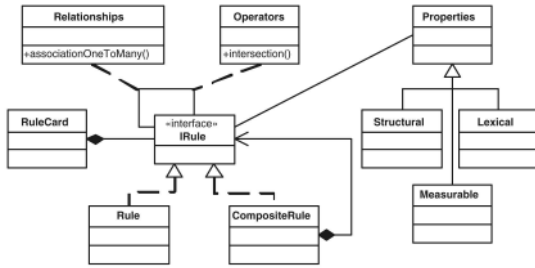 Relationships
+associationOneToMany()
Operators
+intersection()
Properties
RuleCard
«interface»
IRule
Structural
Lexical
Rule
CompositeRule
Measurable